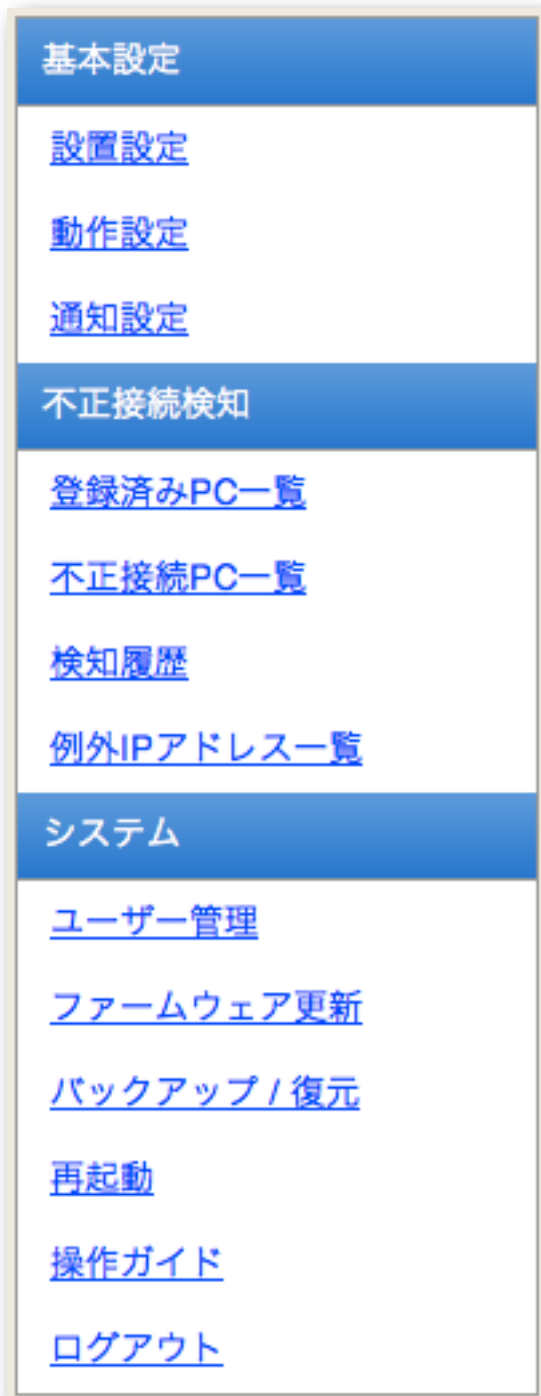 基本設定
設置設定
動作設定
通知設定
不正接続検知
登録済みPC一覧
不正接続PC一覧
検知履歴
例外IPアドレス一覧
システム
ユーザー管理
ファームウェア更新
バックアップ / 復元
再起動
操作ガイド
ログアウト